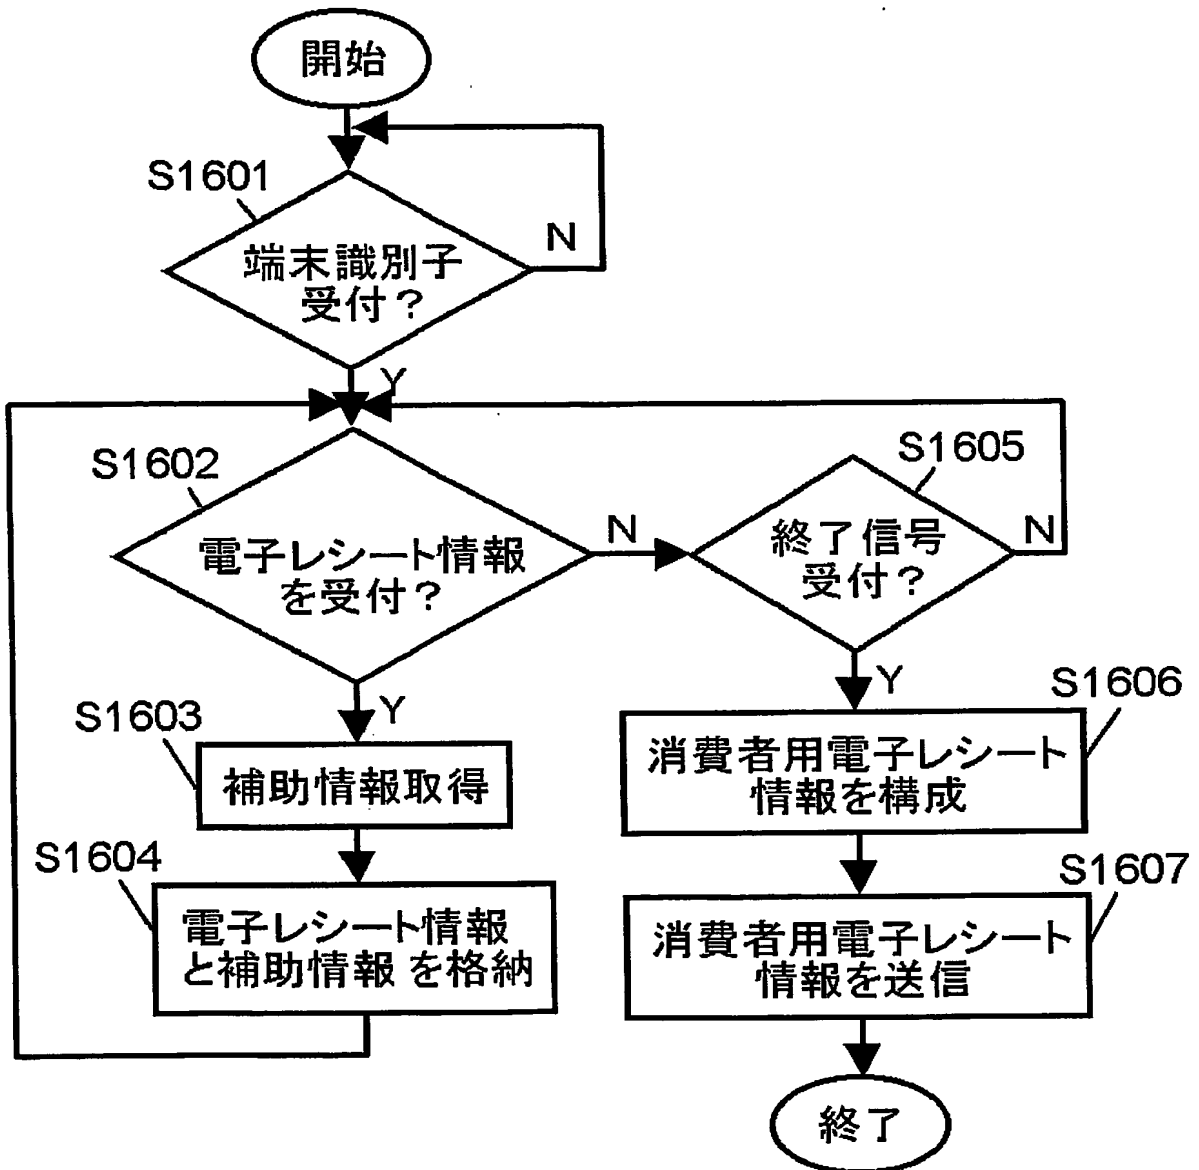 開始
S1601
端末識別子
受付?
N
Y
S1602
電子レシート情報
を受付?
N
S1605
終了信号
受付?
N
Y
S1603
補助情報取得
Y
S1606
消費者用電子レシート
情報を構成
S1604
電子レシート情報
と補助情報 を格納
S1607
消費者用電子レシート
情報を送信
終了